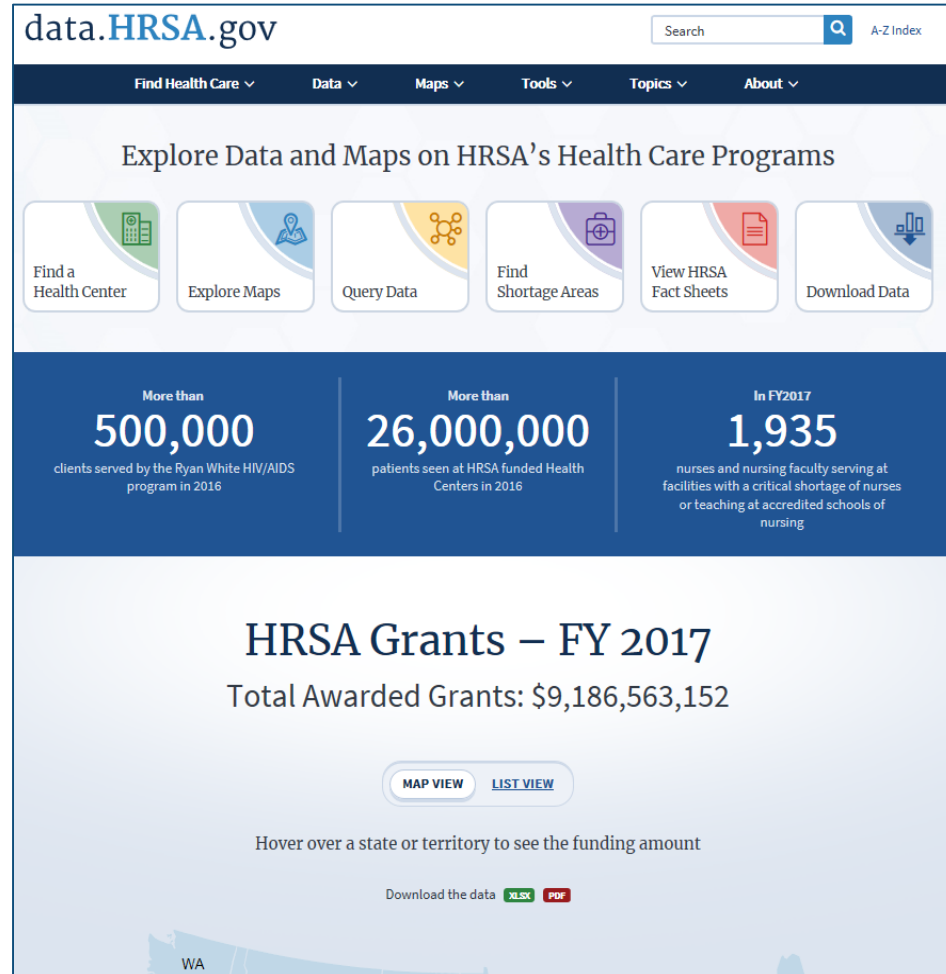 data.HRSA.gov
Search
A-Z Index
Find Health Care
Data
Maps
Tools
Topics
About
Explore Data and Maps on HRSA’s Health Care Programs
Find a
Health Center
Explore Maps
Query Data
Find
Shortage Areas
View HRSA
Fact Sheets
Download Data
More than
500,000
clients served by the Ryan White HIV/AIDS
program in 2016
More than
26,000,000
patients seen at HRSA funded Health
Centers in 2016
In FY2017
1,935
nurses and nursing faculty serving at
facilities with a critical shortage of nurses
or teaching at accredited schools of
nursing
HRSA Grants – FY 2017
Total Awarded Grants: $9,186,563,152
MAP VIEW LIST VIEW
Hover over a state or territory to see the funding amount
Download the data XLSX PDF
WA